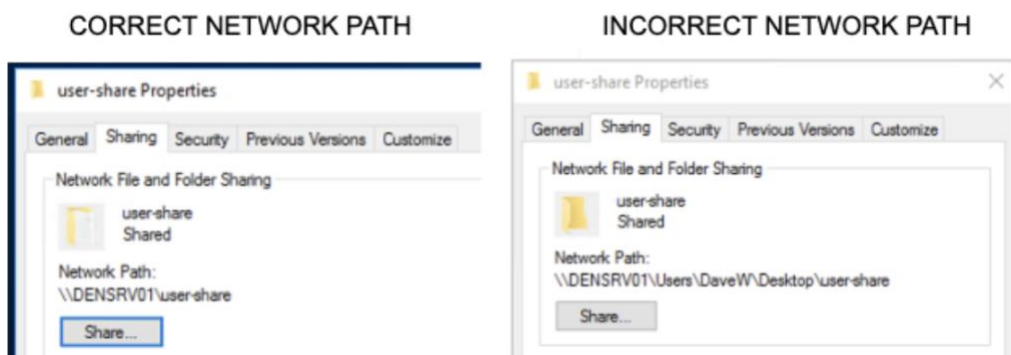 CORRECT NETWORK PATH
user-share Properties
General Sharing Security Previous Versions Customize
Network File and Folder Sharing
user-share
Shared
Network Path:
\\DENSRV01\user-share
Share...
INCORRECT NETWORK PATH
user-share Properties
General Sharing Security Previous Versions Customize
Network File and Folder Sharing
user-share
Shared
Network Path:
\\DENSRV01\Users\DaveW\Desktop\user-share
Share...